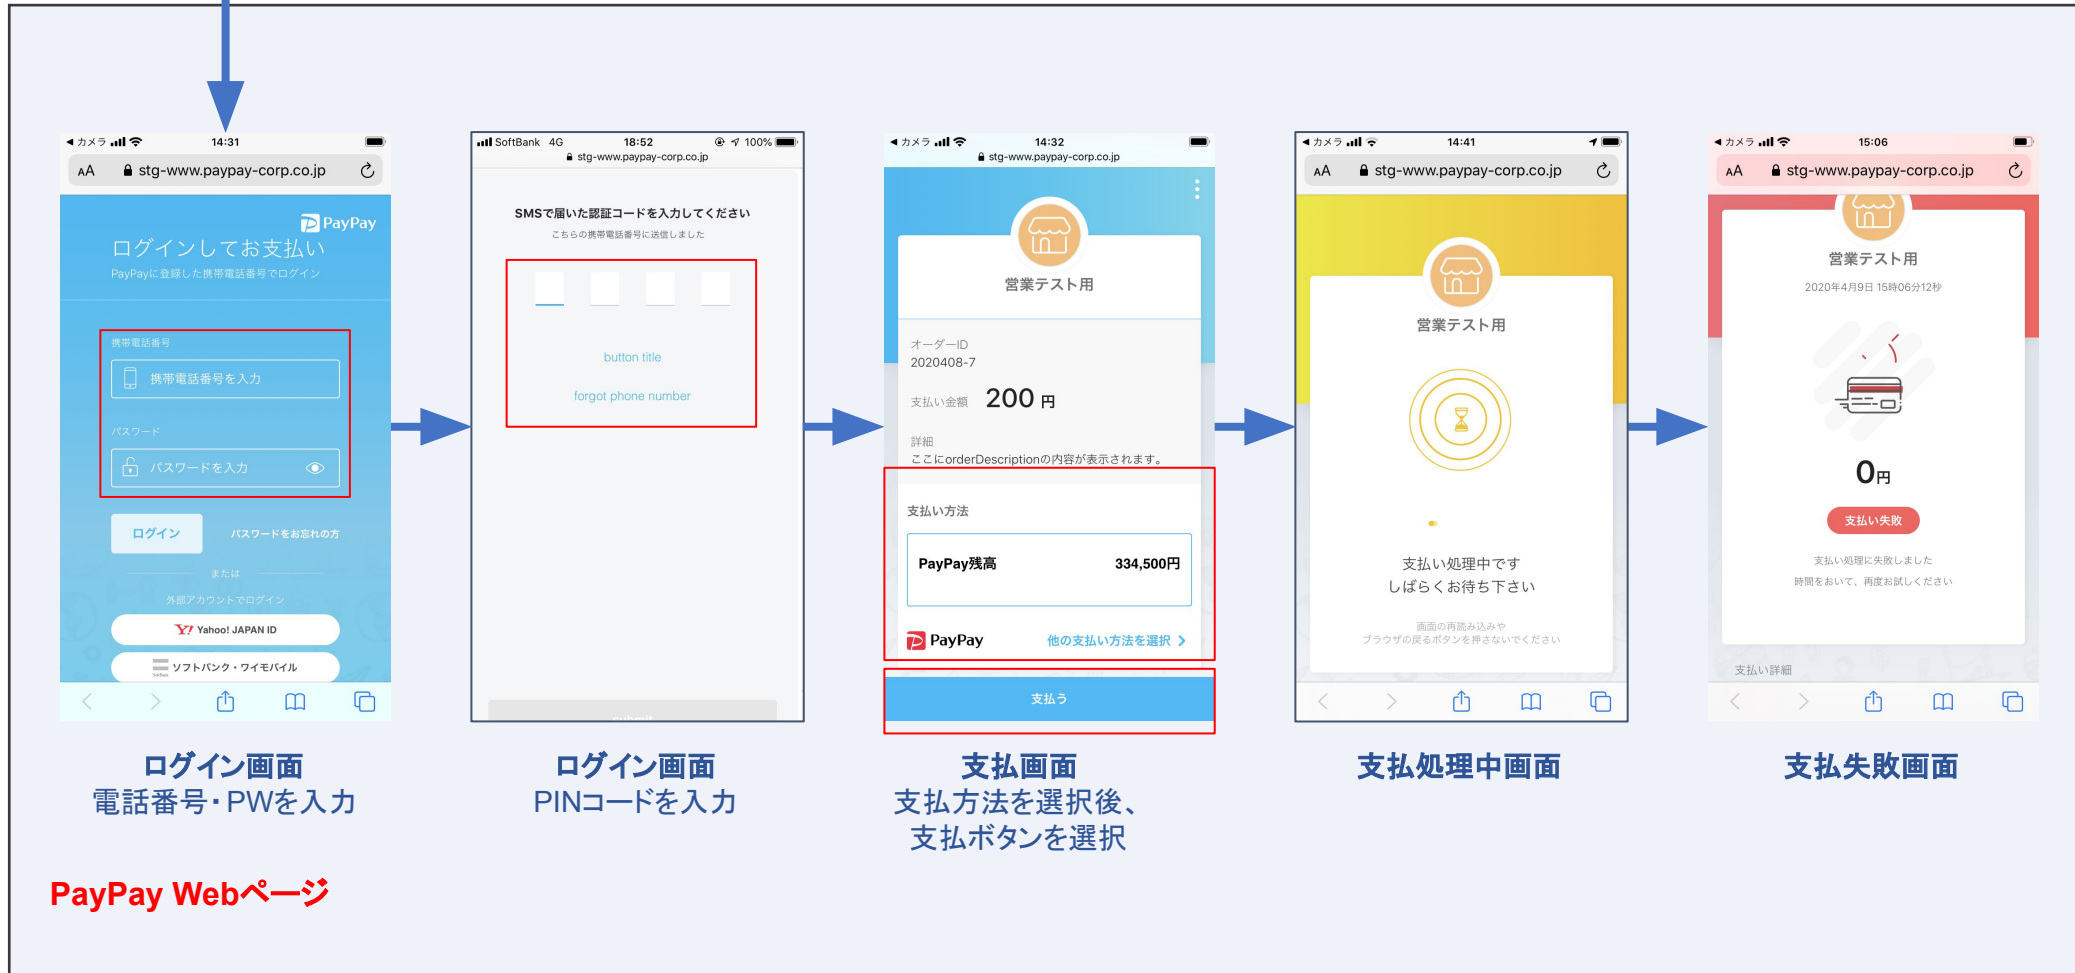 カメラ
14:31
AA
stg-www.paypay-corp.co.jp
PayPay
ログインしてお支払い
PayPayに登録した携帯電話番号でログイン
携帯電話番号
携帯電話番号を入力
パスワード
パスワードを入力
ログイン
パスワードをお忘れの方
または
外部アカウントでログイン
Y! Yahoo! JAPAN ID
ソフトバンク・ワイモバイル
ログイン画面
電話番号・PWを入力
SoftBank 4G
18:52
100%
stg-www.paypay-corp.co.jp
SMSで届いた認証コードを入力してください
こちらの携帯電話番号に送信しました
button title
forgot phone number
submit
ログイン画面
PINコードを入力
カメラ
14:32
stg-www.paypay-corp.co.jp
営業テスト用
オーダーID
2020408-7
支払い金額 200 円
詳細
ここにorderDescriptionの内容が表示されます。
支払い方法
PayPay残高 334,500円
PayPay 他の支払い方法を選択
支払う
支払画面
支払方法を選択後、
支払ボタンを選択
カメラ
14:41
AA
stg-www.paypay-corp.co.jp
営業テスト用
支払い処理中です
しばらくお待ち下さい
画面の再読み込みや
ブラウザの戻るボタンを押さないでください
支払処理中画面
カメラ
15:06
AA
stg-www.paypay-corp.co.jp
営業テスト用
2020年4月9日 15時06分12秒
0円
支払い失敗
支払い処理に失敗しました
時間をおいて、再度お試しください
支払い詳細
支払失敗画面
PayPay Webページ